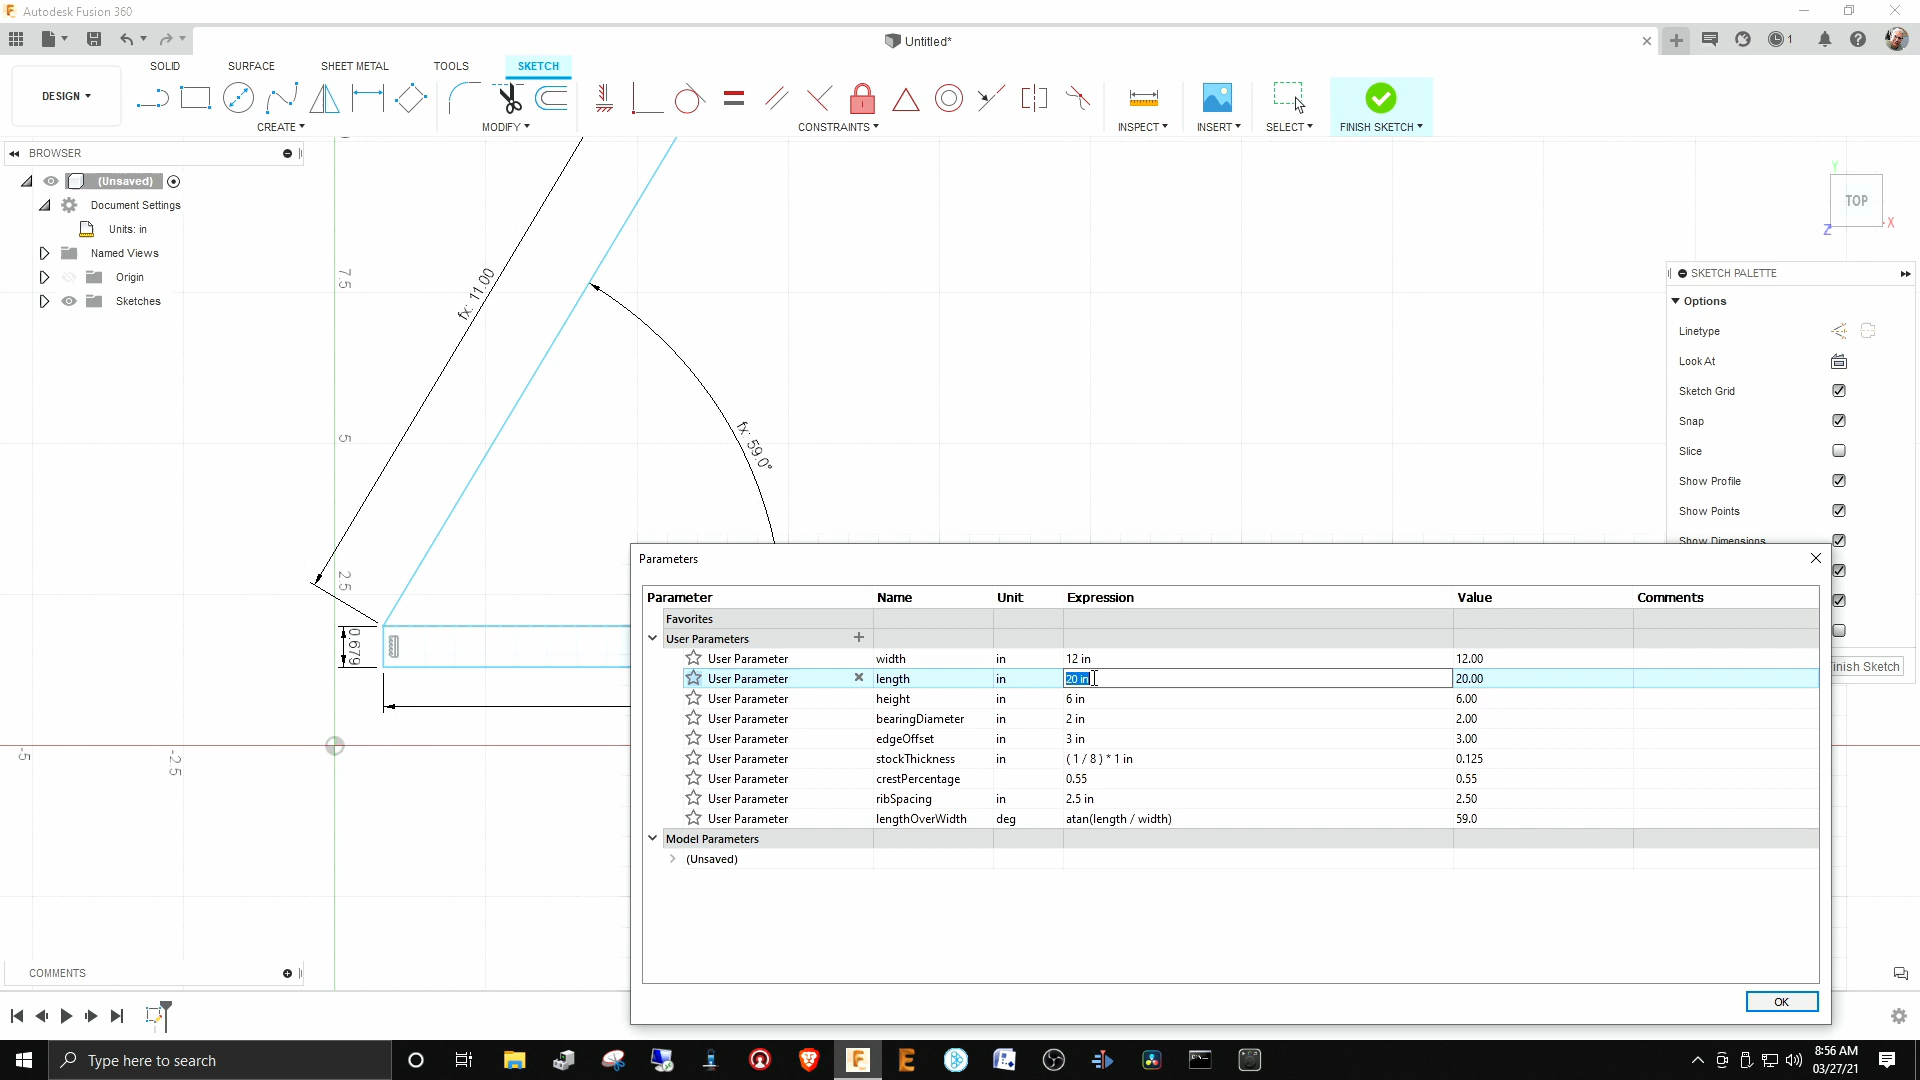 Autodesk Fusion 360
Untitled*
1
DESIGN
SOLID
SURFACE
SHEET METAL
TOOLS
SKETCH
CREATE
MODIFY
CONSTRAINTS
INSPECT
INSERT
SELECT
FINISH SKETCH
BROWSER
(Unsaved)
Document Settings
Units: in
Named Views
Origin
Sketches
fx: 11.00
7.5
5
2.5
fx: 59.0°
0.679
-5
-2.5
Y
TOP
X
Z
SKETCH PALETTE
Options
Linetype
Look At
Sketch Grid
Snap
Slice
Show Profile
Show Points
Show Dimensions
Finish Sketch
Parameters
Parameter Name Unit Expression Value Comments
Favorites
User Parameters
User Parameter width in 12 in 12.00
User Parameter length in 20 in 20.00
User Parameter height in 6 in 6.00
User Parameter bearingDiameter in 2 in 2.00
User Parameter edgeOffset in 3 in 3.00
User Parameter stockThickness in ( 1 / 8 ) * 1 in 0.125
User Parameter crestPercentage 0.55 0.55
User Parameter ribSpacing in 2.5 in 2.50
User Parameter lengthOverWidth deg atan(length / width) 59.0
Model Parameters
(Unsaved)
OK
COMMENTS
Type here to search
8:56 AM
03/27/21